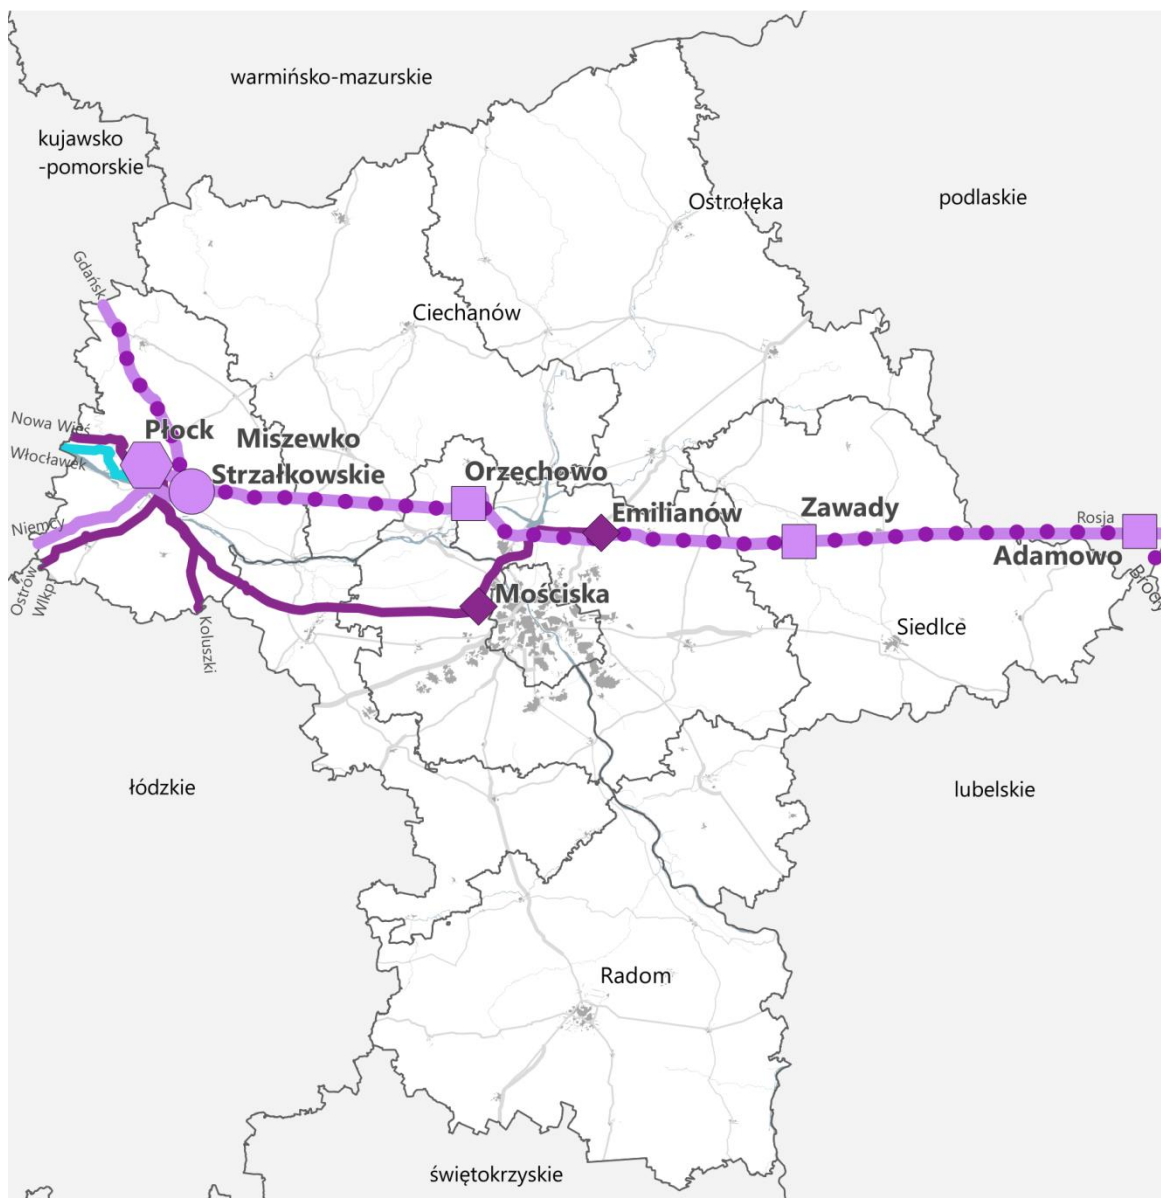 warmińsko-mazurskie
kujawsko
-pomorskie
podlaskie
Ostrołęka
Gdańsk
Ciechanów
Nowa Wieś
Płock
Miszewko
Włocławek
Strzałkowskie
Orzechowo
Emilianów
Zawady
Niemcy
Rosja
Adamowo
Ostrów
Wlkp
Mościska
Brody
Koluszki
Siedlce
łódzkie
lubelskie
Radom
świętokrzyskie